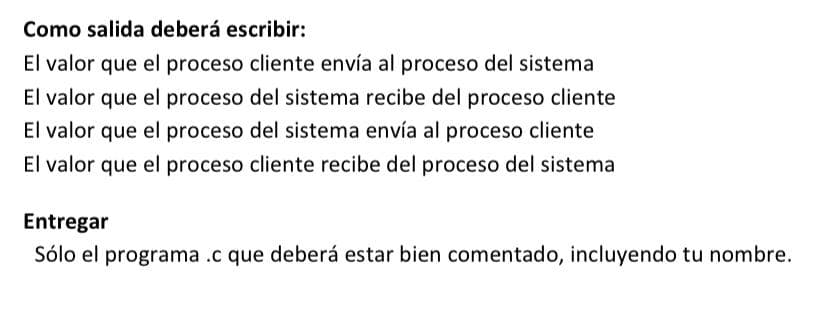 Como salida deberá escribir:
El valor que el proceso cliente envía al proceso del sistema
El valor que el proceso del sistema recibe del proceso cliente
El valor que el proceso del sistema envía al proceso cliente
El valor que el proceso cliente recibe del proceso del sistema
Entregar
Sólo el programa .c que deberá estar bien comentado, incluyendo tu nombre.